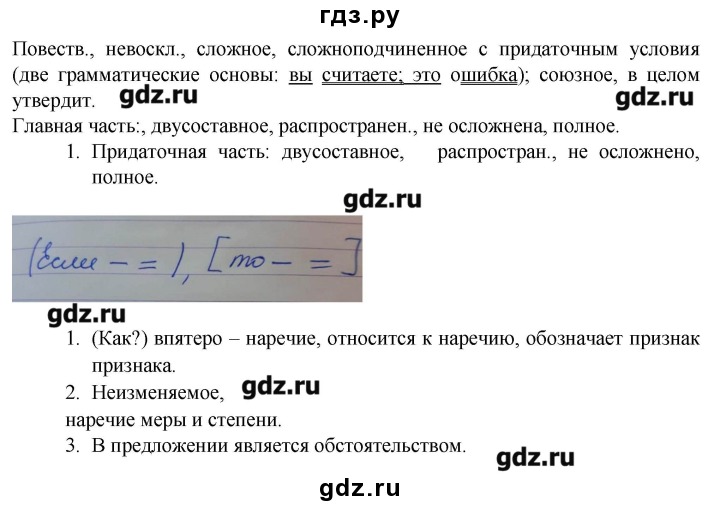 гдз.ру
Повеств., невоскл., сложное, сложноподчиненное с придаточным условия
(две грамматические основы: вы считаете; это ошибка); союзное, в целом
утвердит.
gdz.ru
gdz.ru
Главная часть:, двусоставное, распространен., не осложнена, полное.
1. Придаточная часть: двусоставное, распростран., не осложнено,
полное.
gdz.ru
(Если – = ), [ то – = ]
gdz.ru
1. (Как?) впятеро – наречие, относится к наречию, обозначает признак
признака.
2. Неизменяемое,
gdz.ru
наречие меры и степени.
3. В предложении является обстоятельством.
gdz.ru
gdz.ru